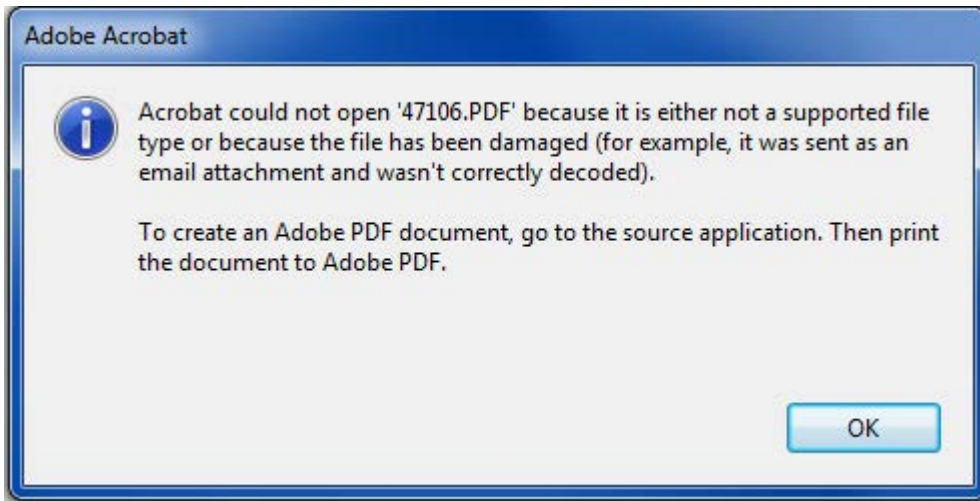 Adobe Acrobat
Acrobat could not open '47106.PDF' because it is either not a supported file
type or because the file has been damaged (for example, it was sent as an
email attachment and wasn't correctly decoded).
To create an Adobe PDF document, go to the source application. Then print
the document to Adobe PDF.
OK